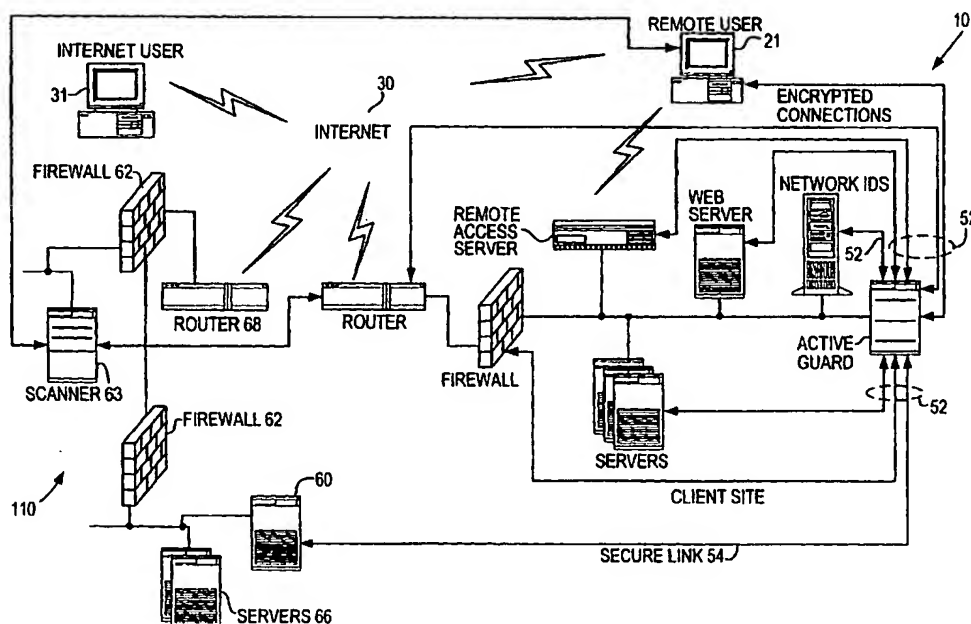 REMOTE USER
10
INTERNET USER
21
31
30
INTERNET
ENCRYPTED
CONNECTIONS
FIREWALL 62
NETWORK IDS
WEB
SERVER
REMOTE
ACCESS
SERVER
52
52
ROUTER 68
ROUTER
ACTIVE
GUARD
FIREWALL
SCANNER 63
FIREWALL 62
52
SERVERS
60
CLIENT SITE
110
SECURE LINK 54
SERVERS 66